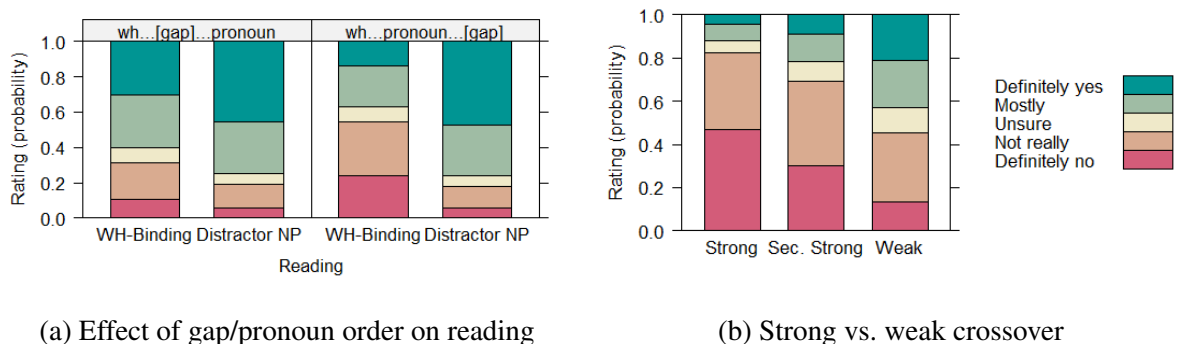 wh...[gap]...pronoun
wh...pronoun...[gap]
Rating (probability)
1.0
0.8
0.6
0.4
0.2
0.0
WH-Binding Distractor NP
WH-Binding Distractor NP
Reading
(a) Effect of gap/pronoun order on reading
Rating (probability)
1.0
0.8
0.6
0.4
0.2
0.0
Strong Sec. Strong Weak
Definitely yes
Mostly
Unsure
Not really
Definitely no
(b) Strong vs. weak crossover